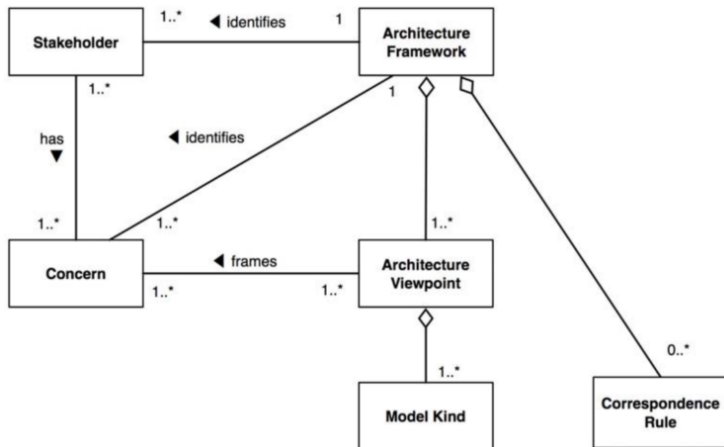 1..* ◀ identifies 1
Stakeholder
Architecture
Framework
1..*
1
has
▼
◀ identifies
1..*
1..*
1..*
Concern
◀ frames
Architecture
Viewpoint
1..*
1..*
0..*
1..*
Model Kind
Correspondence
Rule